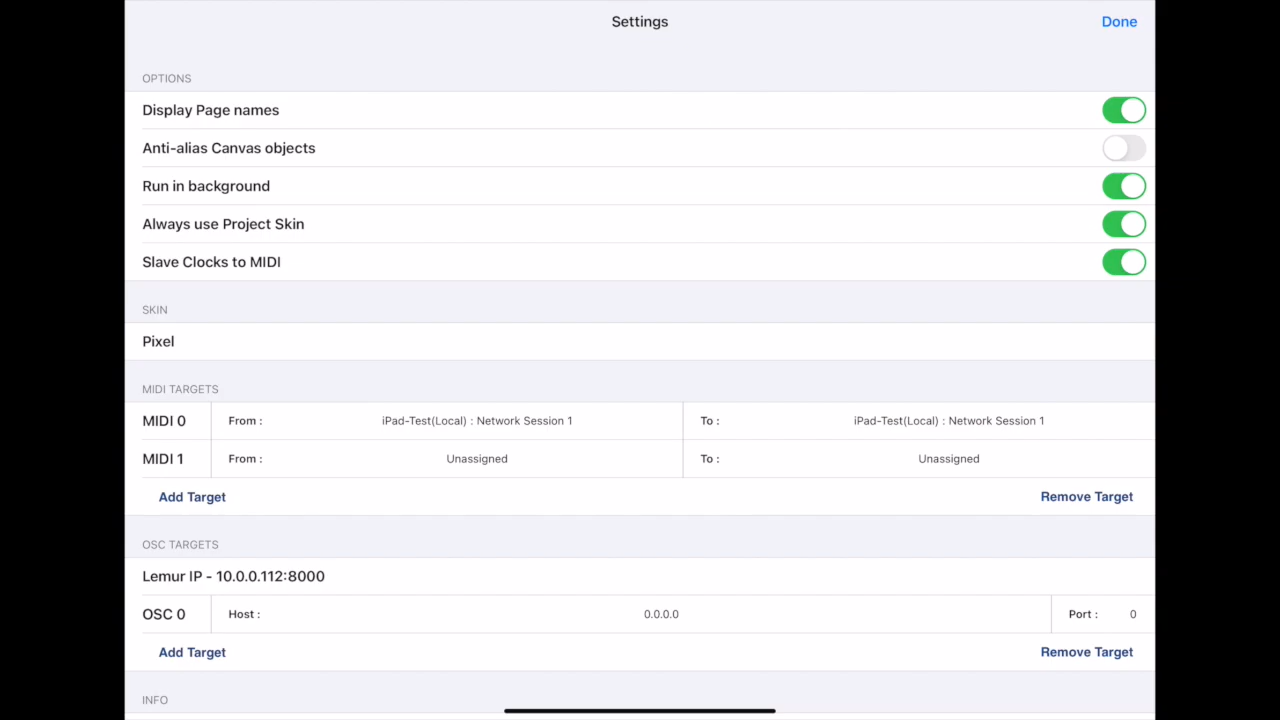 Settings Done
OPTIONS
Display Page names
Anti-alias Canvas objects
Run in background
Always use Project Skin
Slave Clocks to MIDI
SKIN
Pixel
MIDI TARGETS
MIDI 0 From : iPad-Test(Local) : Network Session 1 To : iPad-Test(Local) : Network Session 1
MIDI 1 From : Unassigned To : Unassigned
Add Target Remove Target
OSC TARGETS
Lemur IP - 10.0.0.112:8000
OSC 0 Host : 0.0.0.0 Port : 0
Add Target Remove Target
INFO